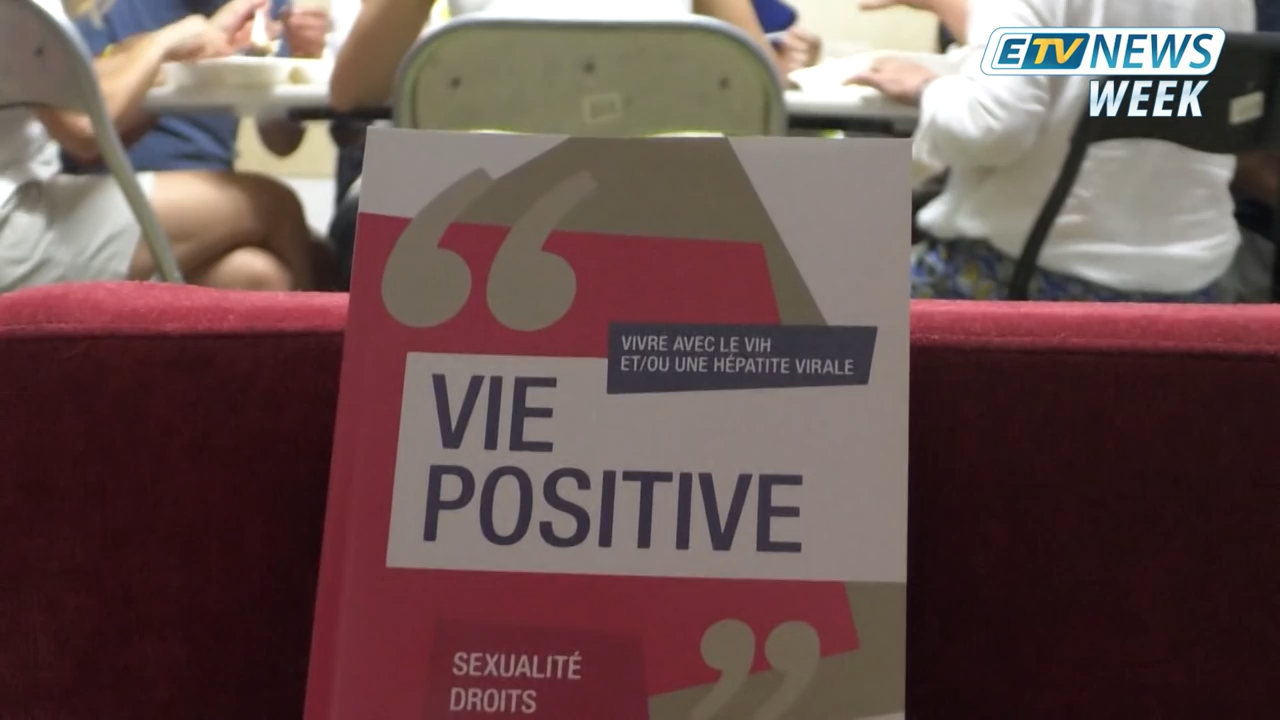 ETV NEWS
WEEK
VIVRE AVEC LE VIH
ET/OU UNE HÉPATITE VIRALE
VIE
POSITIVE
SEXUALITÉ
DROITS